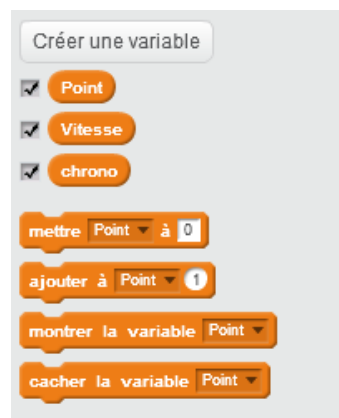 Créer une variable
Point
Vitesse
chrono
mettre Point à 0
ajouter à Point 1
montrer la variable Point
cacher la variable Point